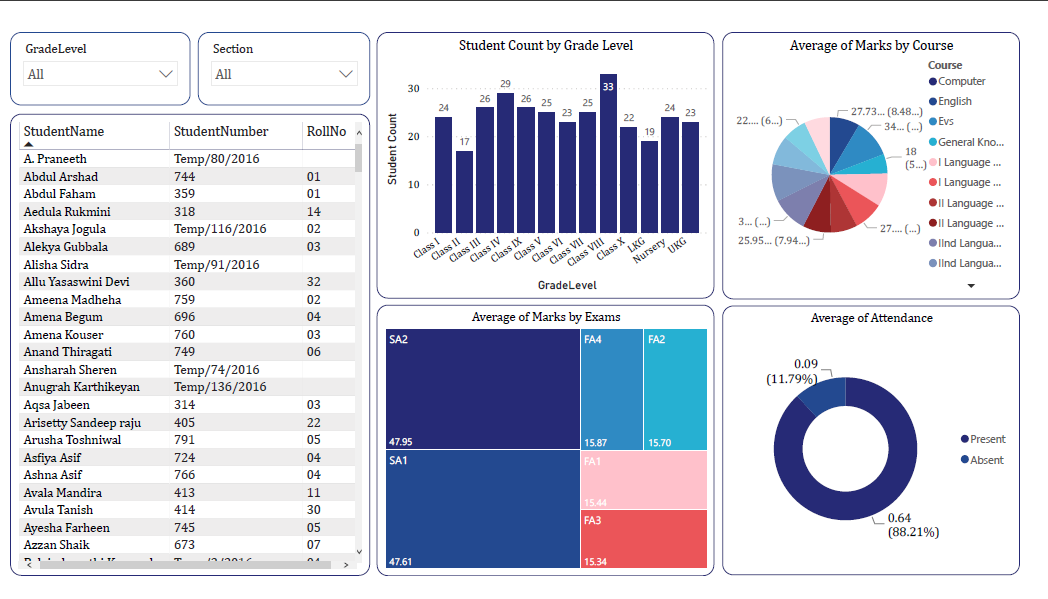 GradeLevel
All
Section
All
StudentName StudentNumber RollNo
A. Praneeth Temp/80/2016
Abdul Arshad 744 01
Abdul Faham 359 01
Aedula Rukmini 318 14
Akshaya Jogula Temp/116/2016 02
Alekya Gubbala 689 03
Alisha Sidra Temp/91/2016
Allu Yasaswini Devi 360 32
Ameena Madheha 759 02
Amena Begum 696 04
Amena Kouser 760 03
Anand Thiragati 749 06
Ansharah Sheren Temp/74/2016
Anugrah Karthikeyan Temp/136/2016
Aqsa Jabeen 314 03
Arisetty Sandeep raju 405 22
Arusha Toshniwal 791 05
Asfiya Asif 724 04
Ashna Asif 766 04
Avala Mandira 413 11
Avula Tanish 414 30
Ayesha Farheen 745 05
Azzan Shaik 673 07
Student Count by Grade Level
Student Count
30
20
10
0
24
17
26
29
26
25
23
25
33
22
19
24
23
Class I
Class II
Class III
Class IV
Class IX
Class V
Class VI
Class VII
Class VIII
Class X
LKG
Nursery
UKG
GradeLevel
Average of Marks by Course
Course
Computer
English
Evs
General Kno...
I Language ...
I Language ...
II Language ...
II Language ...
IInd Langua...
IInd Langua...
27.73... (8.48...)
34... (...)
18
(5...)
27.... (...)
25.95... (7.94...)
3... (...)
22.... (6...)
Average of Marks by Exams
SA2
47.95
SA1
47.61
FA4
15.87
FA2
15.70
FA1
15.44
FA3
15.34
Average of Attendance
0.09
(11.79%)
0.64
(88.21%)
Present
Absent